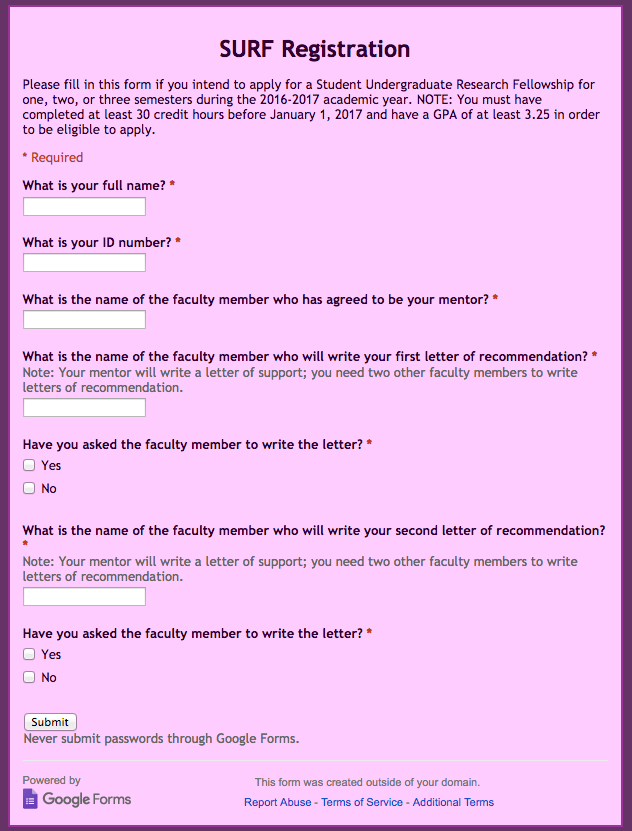 SURF Registration
Please fill in this form if you intend to apply for a Student Undergraduate Research Fellowship for
one, two, or three semesters during the 2016-2017 academic year. NOTE: You must have
completed at least 30 credit hours before January 1, 2017 and have a GPA of at least 3.25 in order
to be eligible to apply.
* Required
What is your full name? *
What is your ID number? *
What is the name of the faculty member who has agreed to be your mentor? *
What is the name of the faculty member who will write your first letter of recommendation? *
Note: Your mentor will write a letter of support; you need two other faculty members to write
letters of recommendation.
Have you asked the faculty member to write the letter? *
Yes
No
What is the name of the faculty member who will write your second letter of recommendation?
*
Note: Your mentor will write a letter of support; you need two other faculty members to write
letters of recommendation.
Have you asked the faculty member to write the letter? *
Yes
No
Submit
Never submit passwords through Google Forms.
Powered by
Google Forms
This form was created outside of your domain.
Report Abuse - Terms of Service - Additional Terms